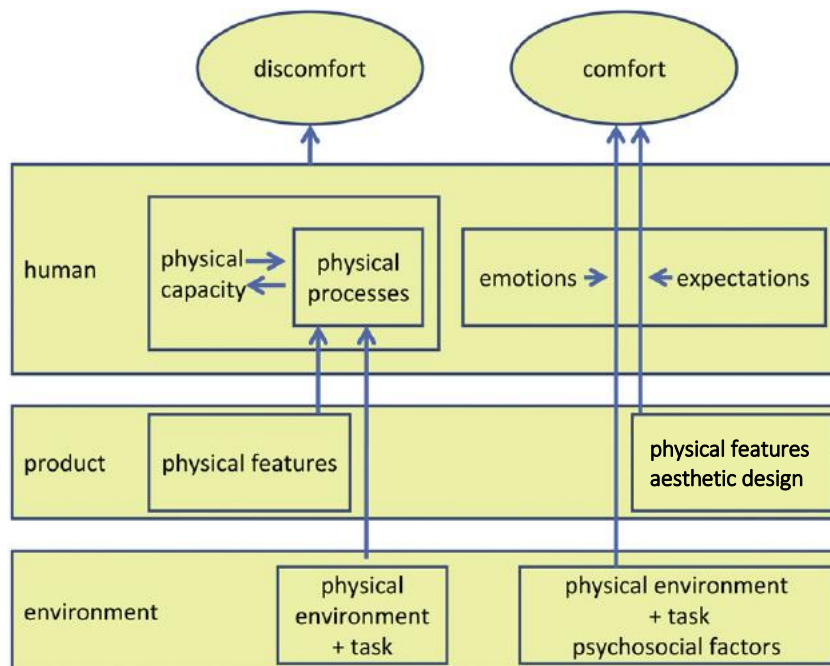 discomfort
comfort
human
physical
capacity
physical
processes
emotions
expectations
product
physical features
physical features
aesthetic design
environment
physical
environment
+ task
physical environment
+ task
psychosocial factors